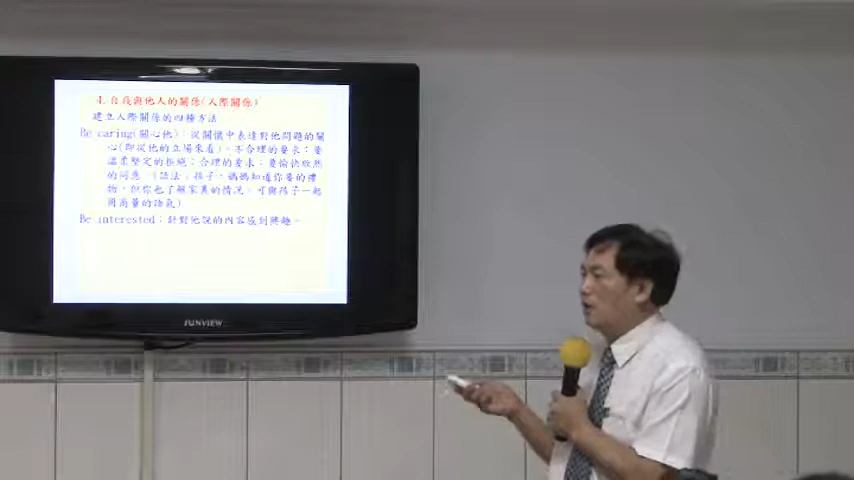 4.自我與他人的關係(人際關係)
建立人際關係的四種方法
Be caring(關心他)：從關懷中表達對他問題的關
心(即從他的立場來看)。不合理的要求：要
溫柔堅定的拒絕；合理的要求：要愉快欣然
的回應。(語法：孩子，媽媽知道你要的禮
物，但你也了解家裏的情況，可與孩子一起
用商量的語氣)
Be interested：針對他說的內容感到興趣。
SUNVIEW